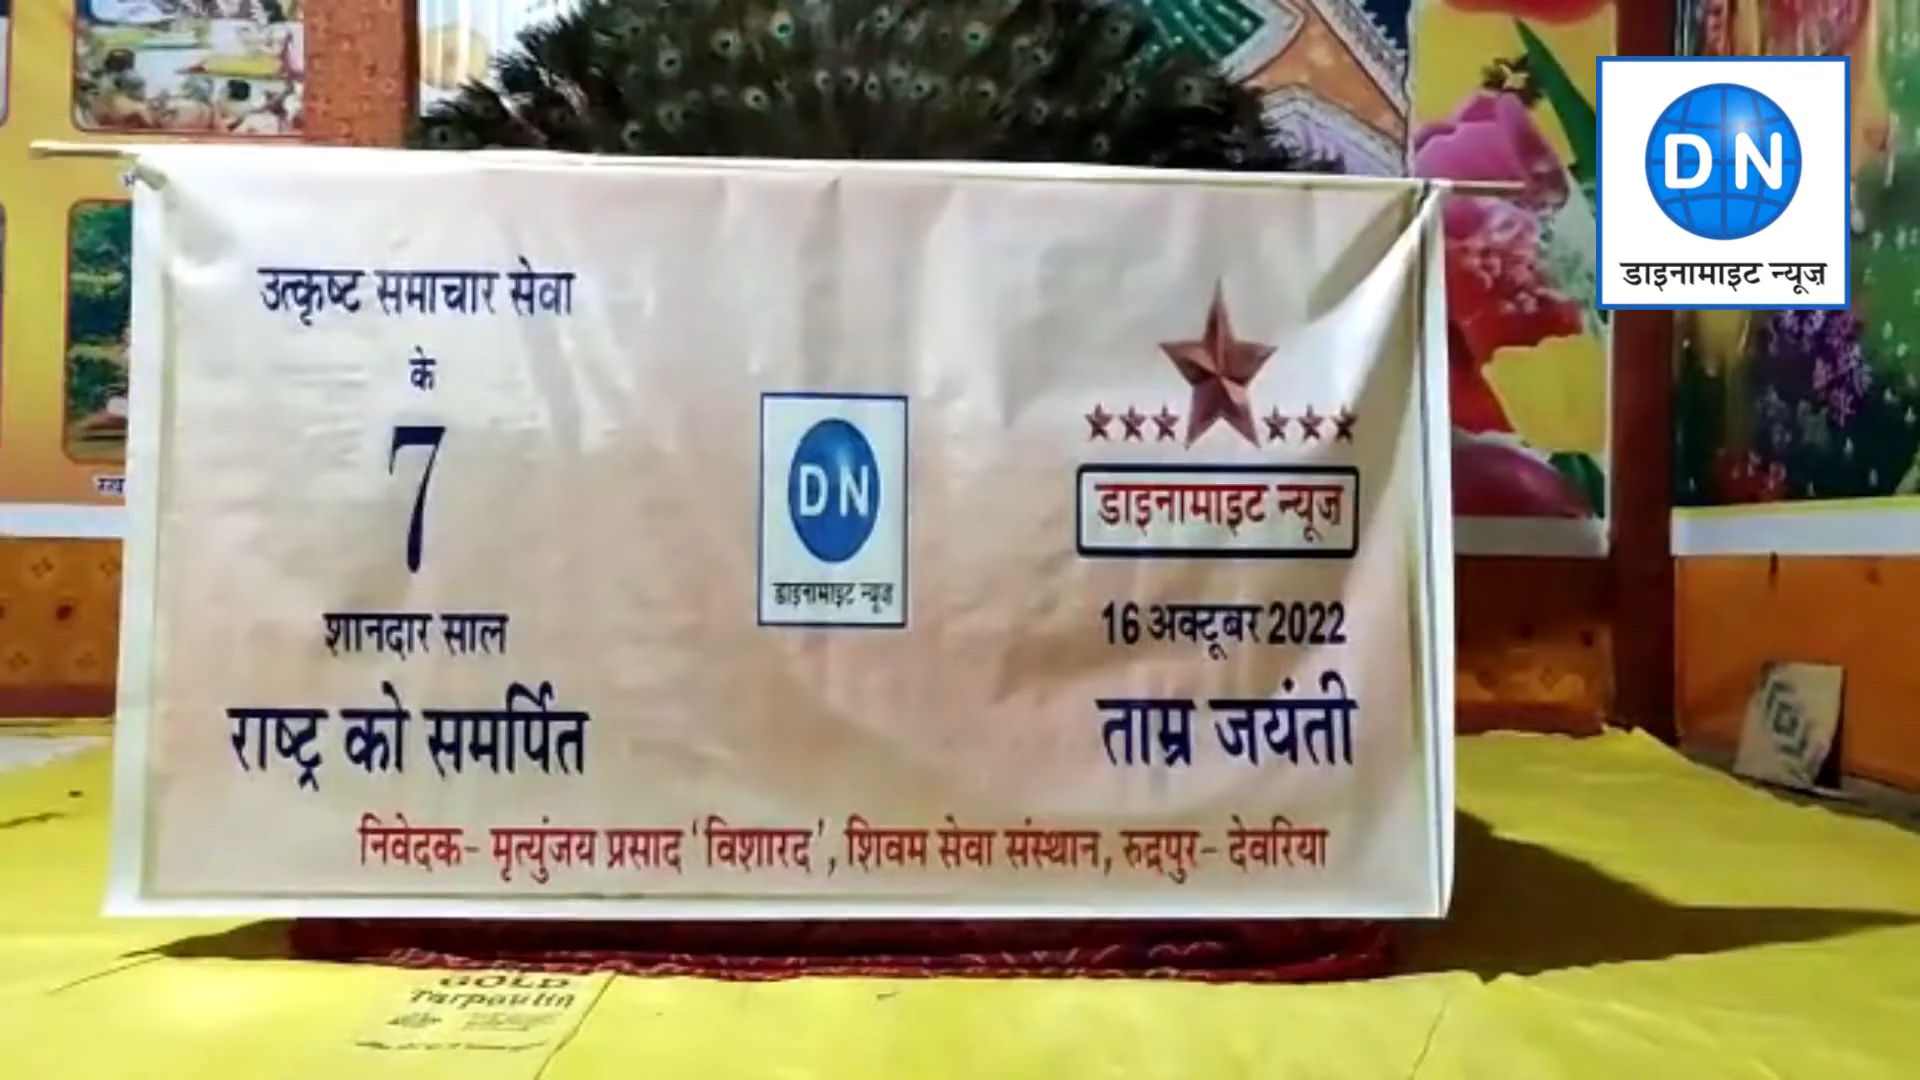 DN
डाइनामाइट न्यूज़
उत्कृष्ट समाचार सेवा
के
7
शानदार साल
राष्ट्र को समर्पित
DN
डाइनामाइट न्यूज़
डाइनामाइट न्यूज़
16 अक्टूबर 2022
ताम्र जयंती
निवेदक- मृत्युंजय प्रसाद 'विशारद', शिवम सेवा संस्थान, रुद्रपुर- देवरिया
GOLD
Tarpaulin